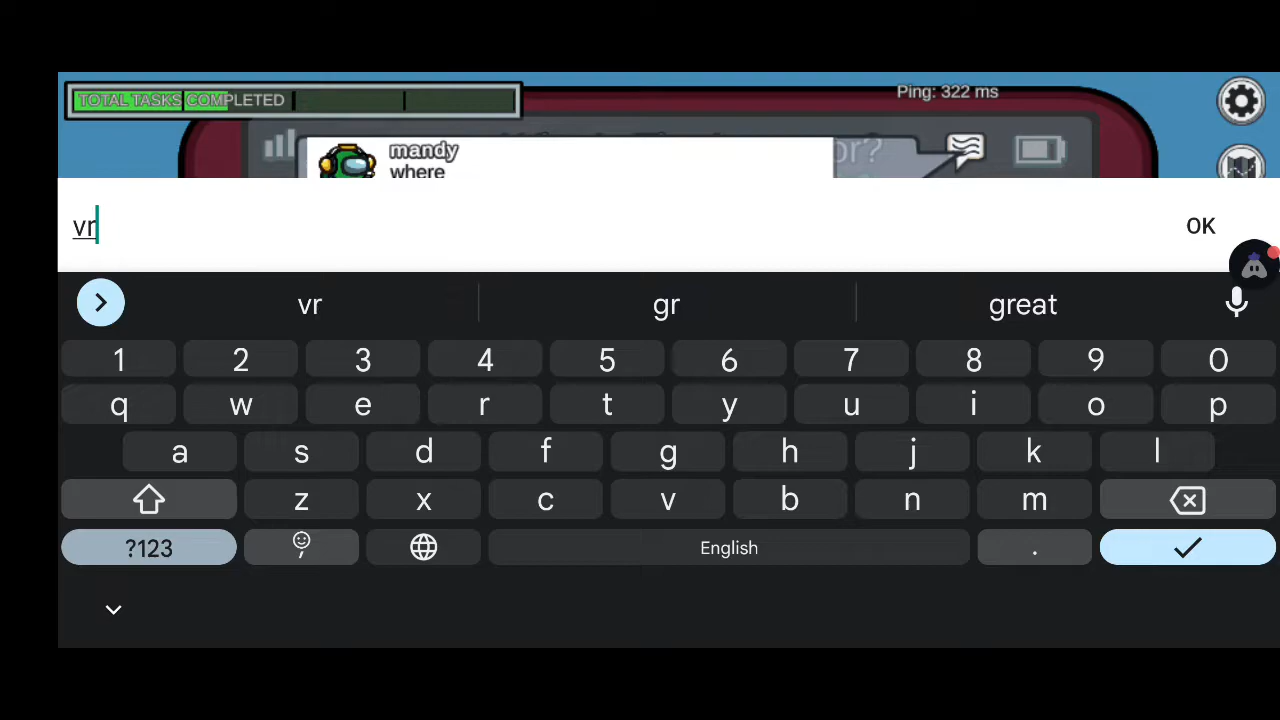 TOTAL TASKS COMPLETED
Ping: 322 ms
or?
mandy
where
vr
OK
vr gr great
1 2 3 4 5 6 7 8 9 0
q w e r t y u i o p
a s d f g h j k l
z x c v b n m
?123 , English .